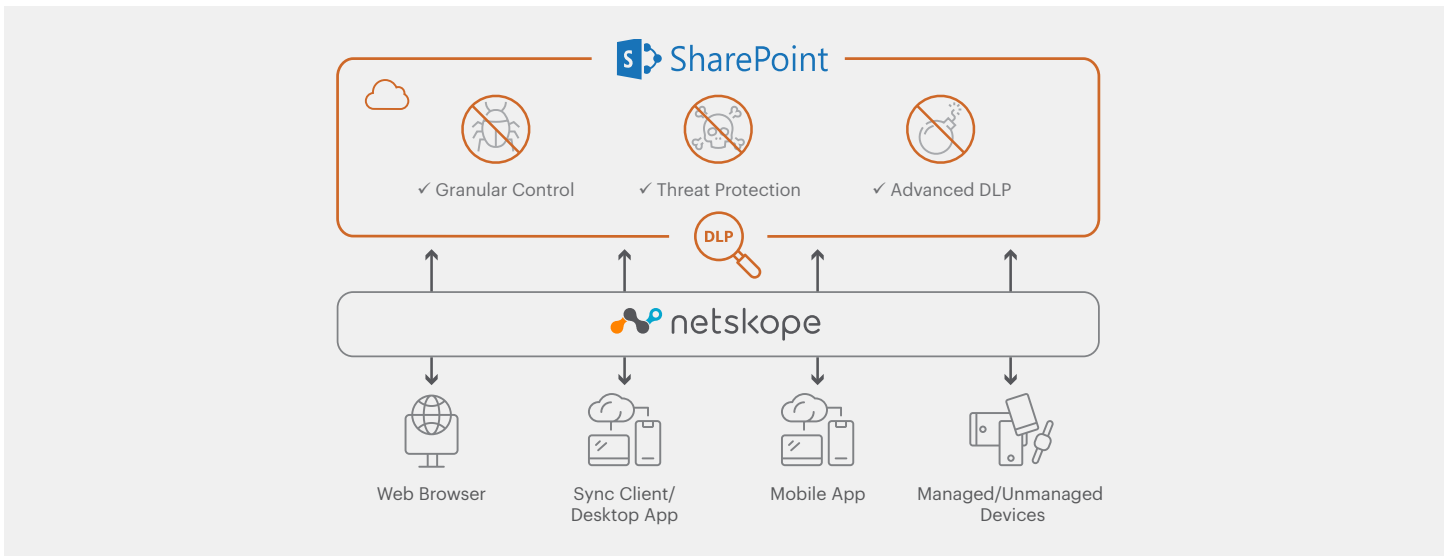 S SharePoint
✓ Granular Control
✓ Threat Protection
✓ Advanced DLP
DLP
netskope
Web Browser
Sync Client/
Desktop App
Mobile App
Managed/Unmanaged
Devices